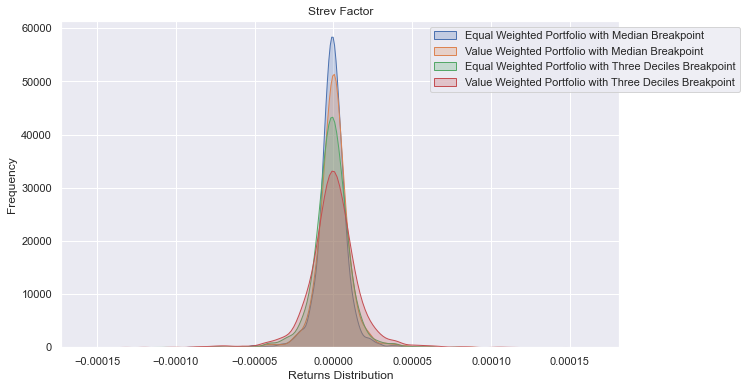 Strev Factor
Equal Weighted Portfolio with Median Breakpoint
Value Weighted Portfolio with Median Breakpoint
Equal Weighted Portfolio with Three Deciles Breakpoint
Value Weighted Portfolio with Three Deciles Breakpoint
60000
50000
40000
30000
20000
10000
0
Frequency
−0.00015 −0.00010 −0.00005 0.00000 0.00005 0.00010 0.00015
Returns Distribution